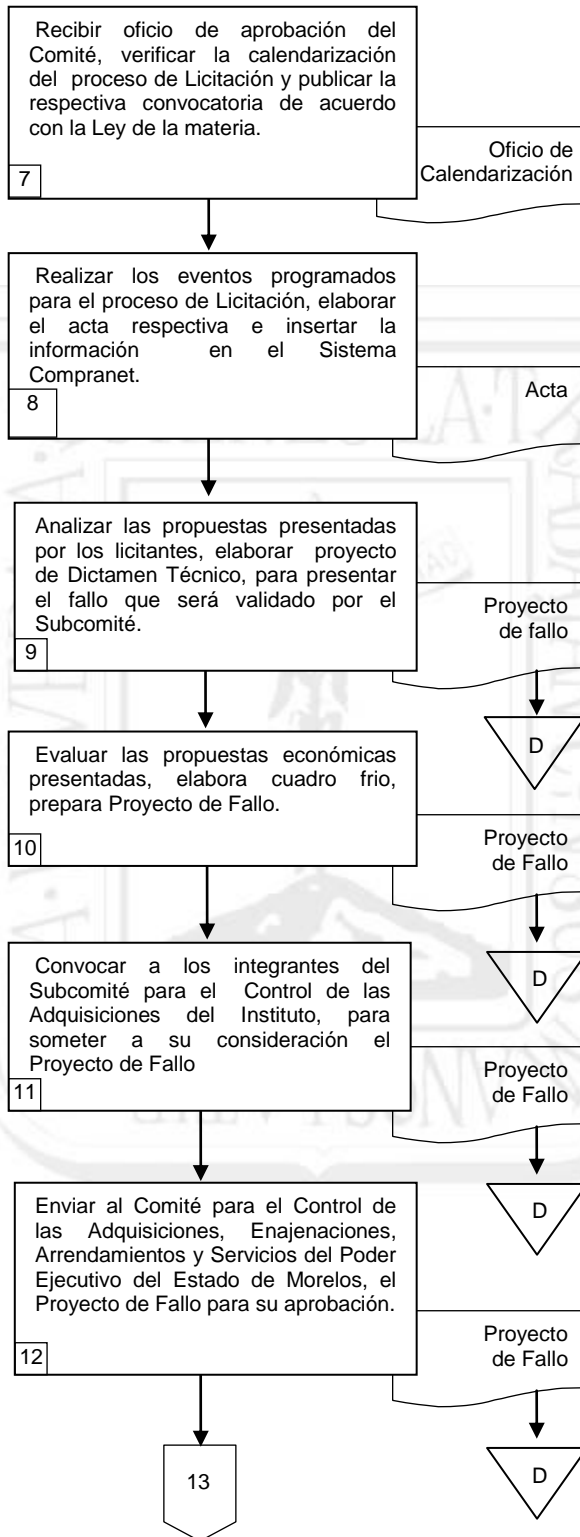 Recibir oficio de aprobación del
Comité, verificar la calendarización
del proceso de Licitación y publicar la
respectiva convocatoria de acuerdo
con la Ley de la materia.
7
Oficio de
Calendarización
Realizar los eventos programados
para el proceso de Licitación, elaborar
el acta respectiva e insertar la
información en el Sistema
Compranet.
8
Acta
Analizar las propuestas presentadas
por los licitantes, elaborar proyecto
de Dictamen Técnico, para presentar
el fallo que será validado por el
Subcomité.
9
Proyecto
de fallo
D
Evaluar las propuestas económicas
presentadas, elabora cuadro frio,
prepara Proyecto de Fallo.
10
Proyecto
de Fallo
D
Convocar a los integrantes del
Subcomité para el Control de las
Adquisiciones del Instituto, para
someter a su consideración el
Proyecto de Fallo
11
Proyecto
de Fallo
D
Enviar al Comité para el Control de
las Adquisiciones, Enajenaciones,
Arrendamientos y Servicios del Poder
Ejecutivo del Estado de Morelos, el
Proyecto de Fallo para su aprobación.
12
Proyecto
de Fallo
D
13